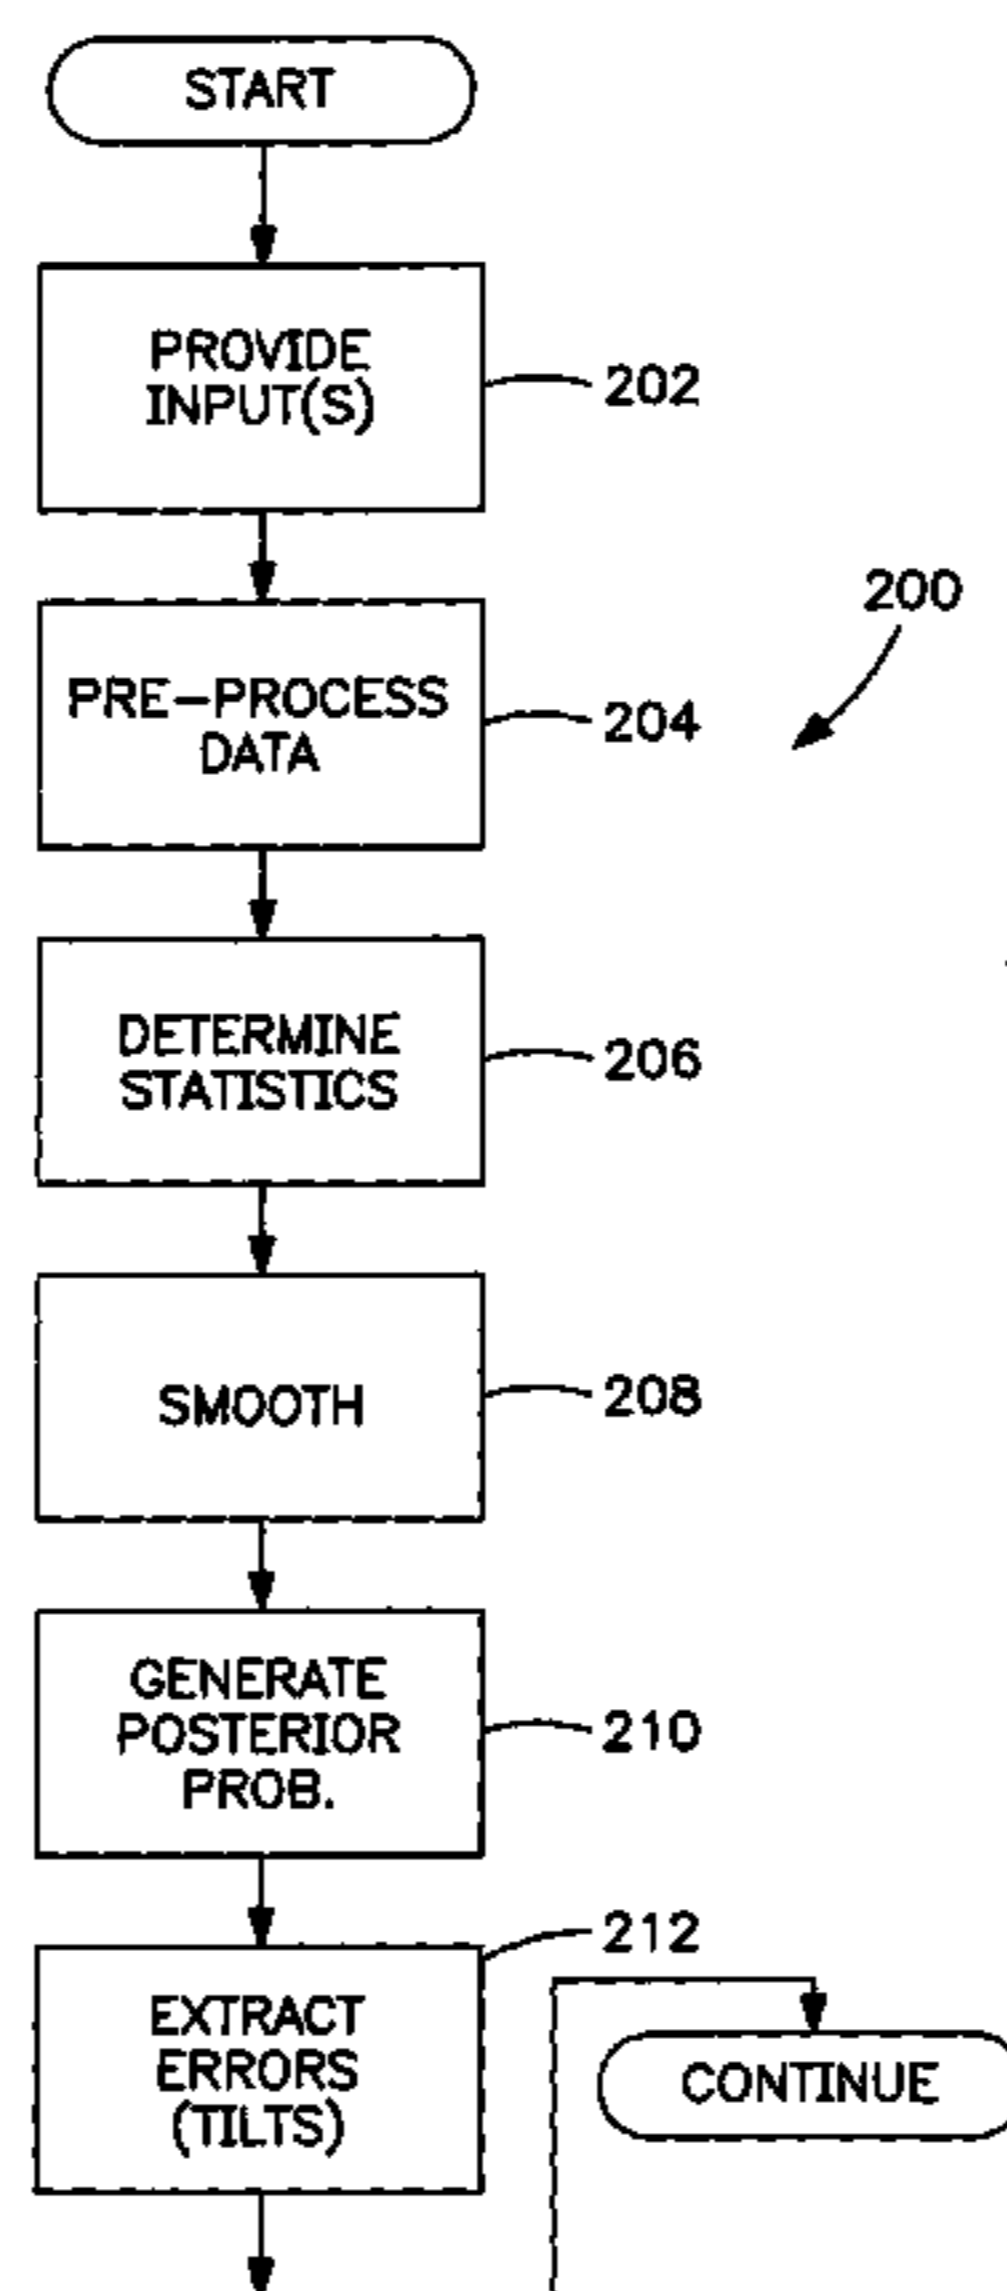 START
PROVIDE
INPUT(S)
202
200
PRE-PROCESS
DATA
204
DETERMINE
STATISTICS
206
SMOOTH
208
GENERATE
POSTERIOR
PROB.
210
212
EXTRACT
ERRORS
(TILTS)
CONTINUE